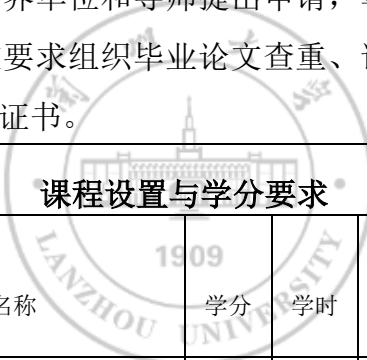 养单位和导师提出申请，
要求组织毕业论文查重、
证书。
课程设置与学分要求
名称 学分 学时
1909
LANZHOU UNIVERSITY